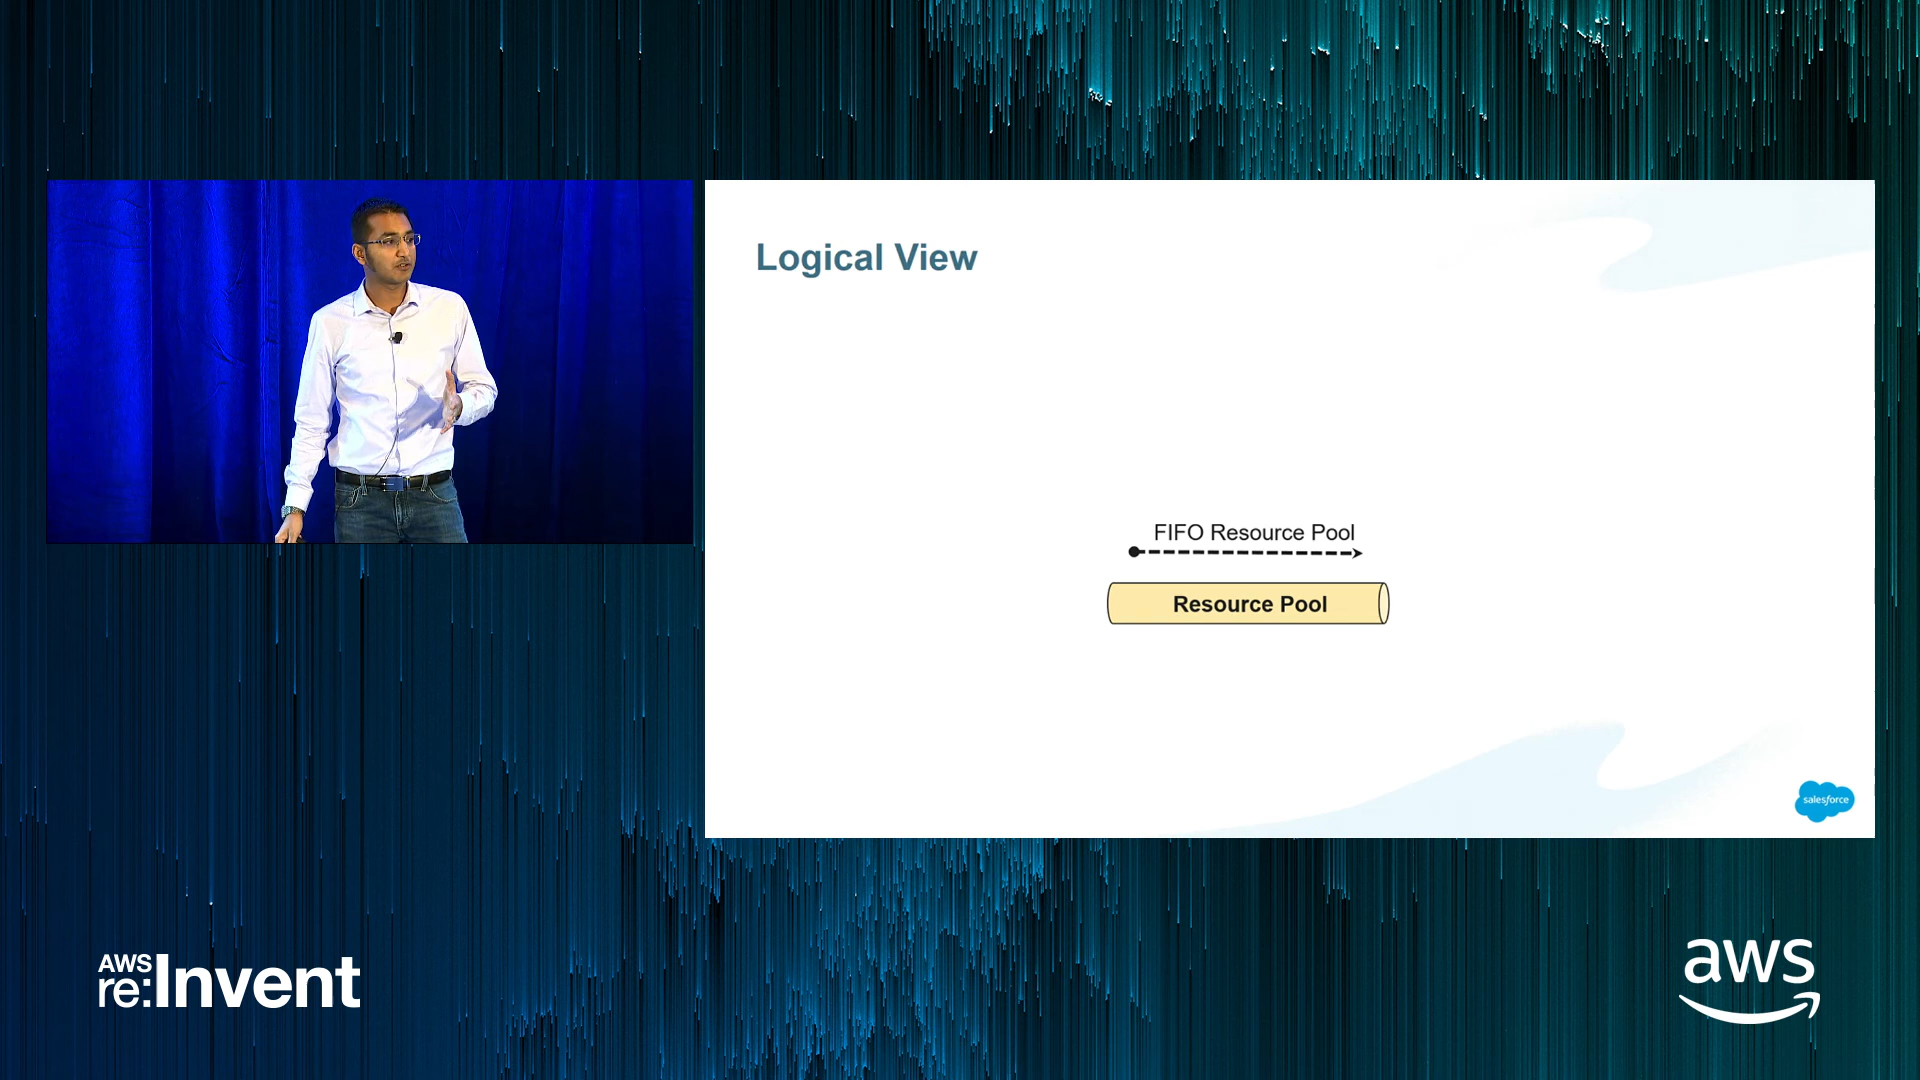 Logical View
FIFO Resource Pool
Resource Pool
salesforce
AWS
re:Invent
aws